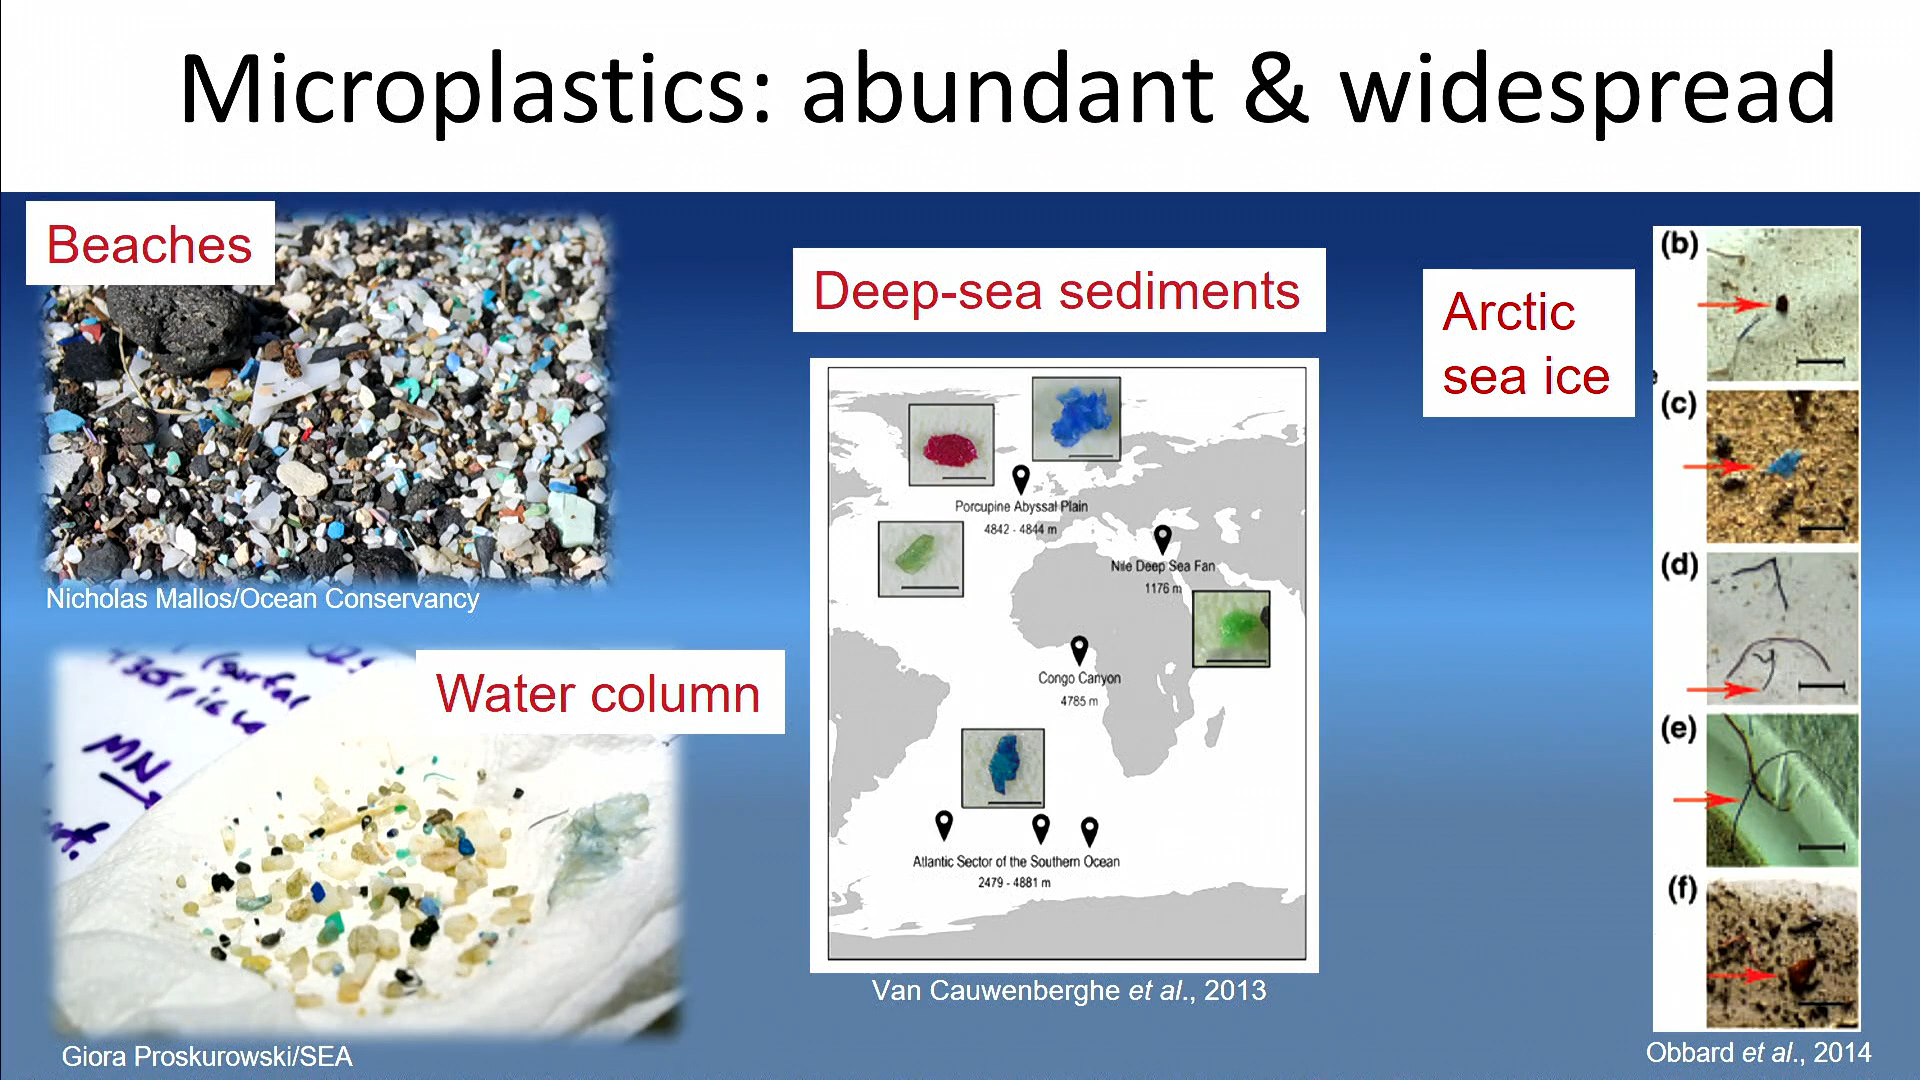 Microplastics: abundant & widespread
Beaches
Nicholas Mallos/Ocean Conservancy
Water column
(surfac
MN
Giora Proskurowski/SEA
Deep-sea sediments
Porcupine Abyssal Plain
4842 - 4844 m
Nile Deep Sea Fan
1176 m
Congo Canyon
4785 m
Atlantic Sector of the Southern Ocean
2479 - 4881 m
Van Cauwenberghe et al., 2013
Arctic
sea ice
(b)
(c)
(d)
(e)
(f)
Obbard et al., 2014